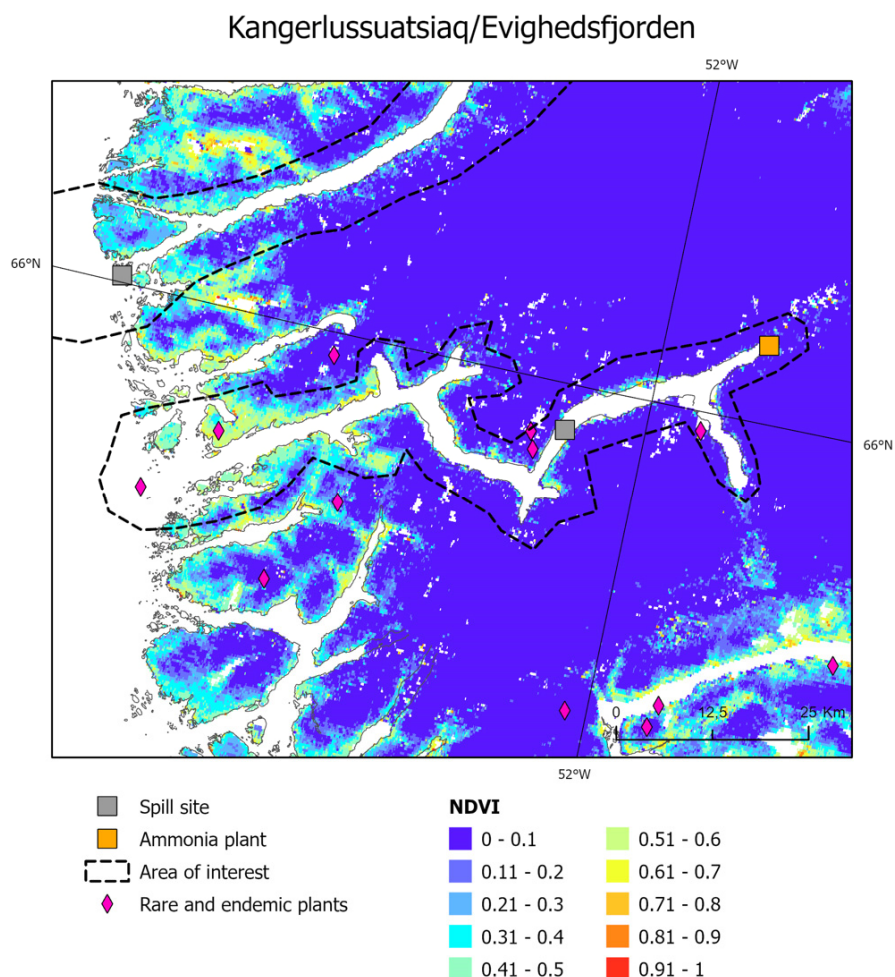 Kangerlussuatsiaq/Evighedsfjorden
52°W
66°N
66°N
0 12,5 25 Km
52°W
Spill site
Ammonia plant
Area of interest
Rare and endemic plants
NDVI
0 - 0.1
0.11 - 0.2
0.21 - 0.3
0.31 - 0.4
0.41 - 0.5
0.51 - 0.6
0.61 - 0.7
0.71 - 0.8
0.81 - 0.9
0.91 - 1